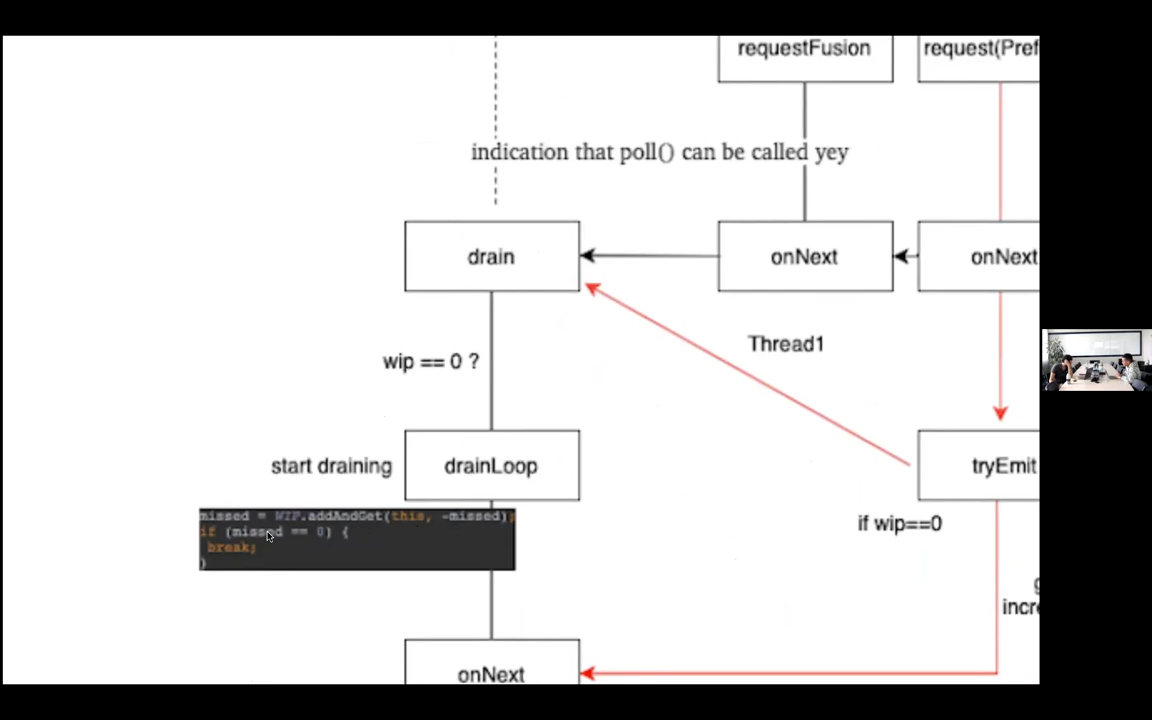 requestFusion
request(Pref
indication that poll() can be called yey
drain
onNext
onNext
Thread1
wip == 0 ?
start draining
drainLoop
tryEmit
missed = WIP.addAndGet(this, -missed);
if (missed == 0) {
break;
}
if wip==0
incre
onNext